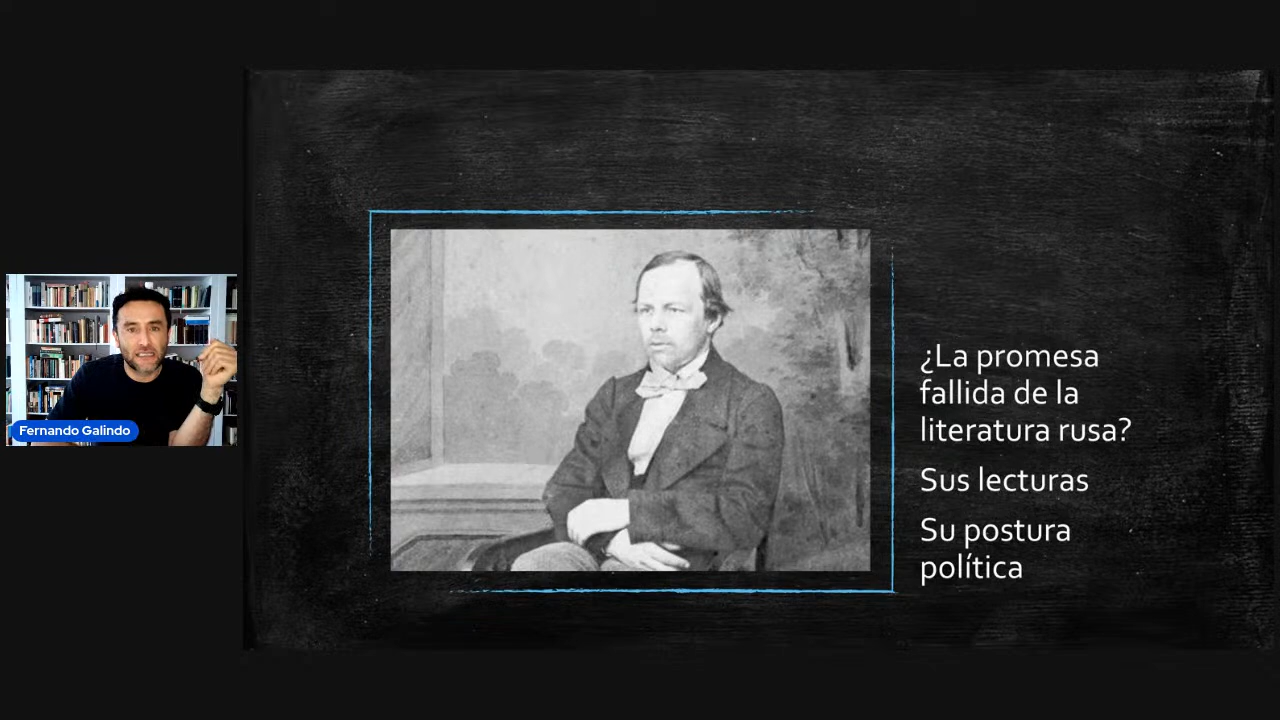 Fernando Galindo
¿La promesa
fallida de la
literatura rusa?
Sus lecturas
Su postura
política